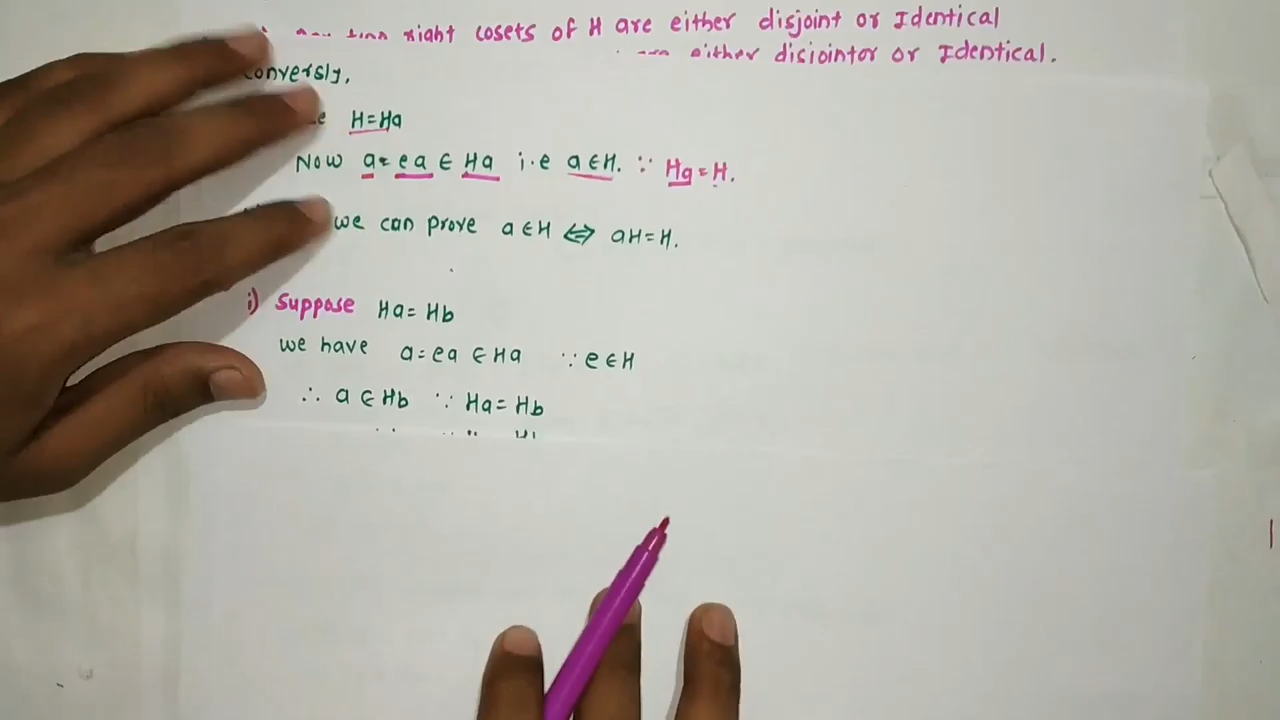 right cosets of H are either disjoint or Identical
either disjointor or Identical.
conversly,
H=Ha
Now a=ea ∈ Ha i.e a∈H. ∵ Ha=H.
we can prove a∈H ⇔ aH=H.
i) Suppose Ha=Hb
we have a=ea ∈Ha ∵ e∈H
∴ a∈Hb ∵ Ha=Hb